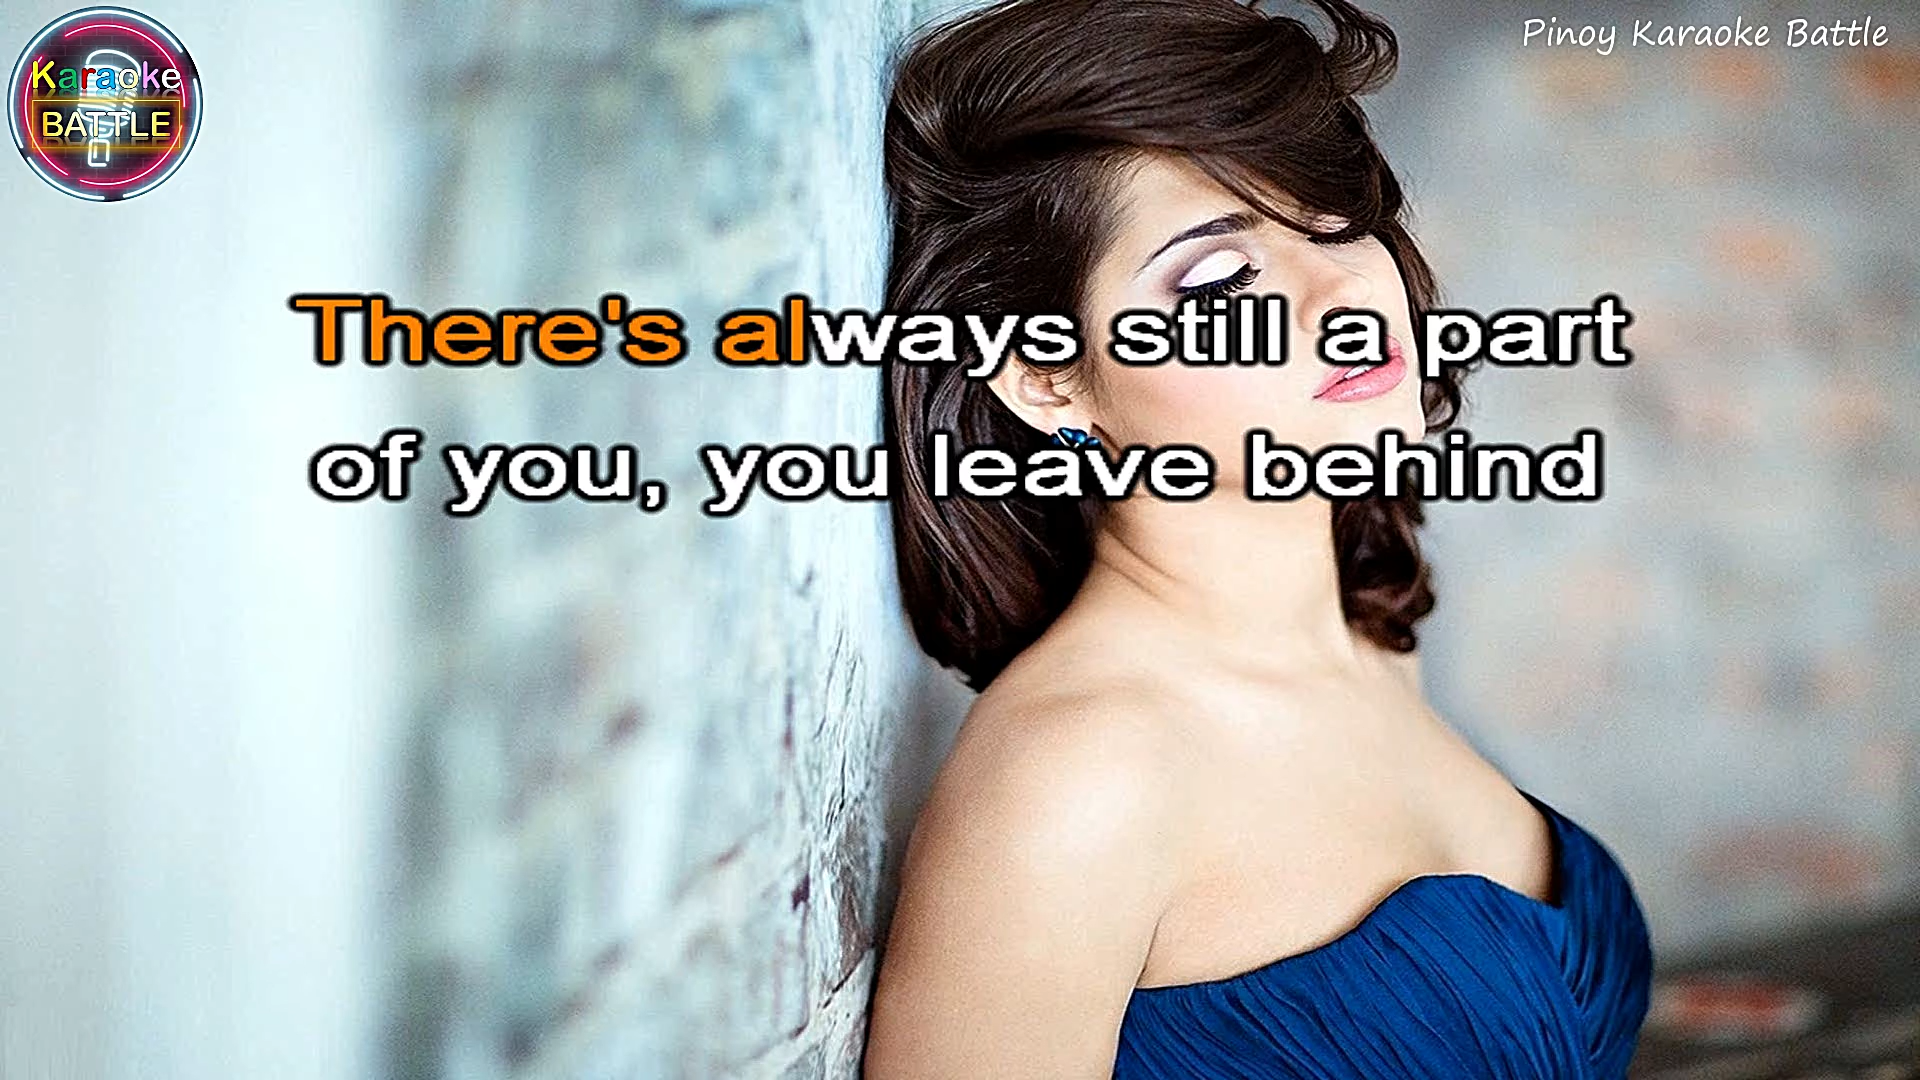 Karaoke
BATTLE
Pinoy Karaoke Battle
There's always still a part
of you, you leave behind